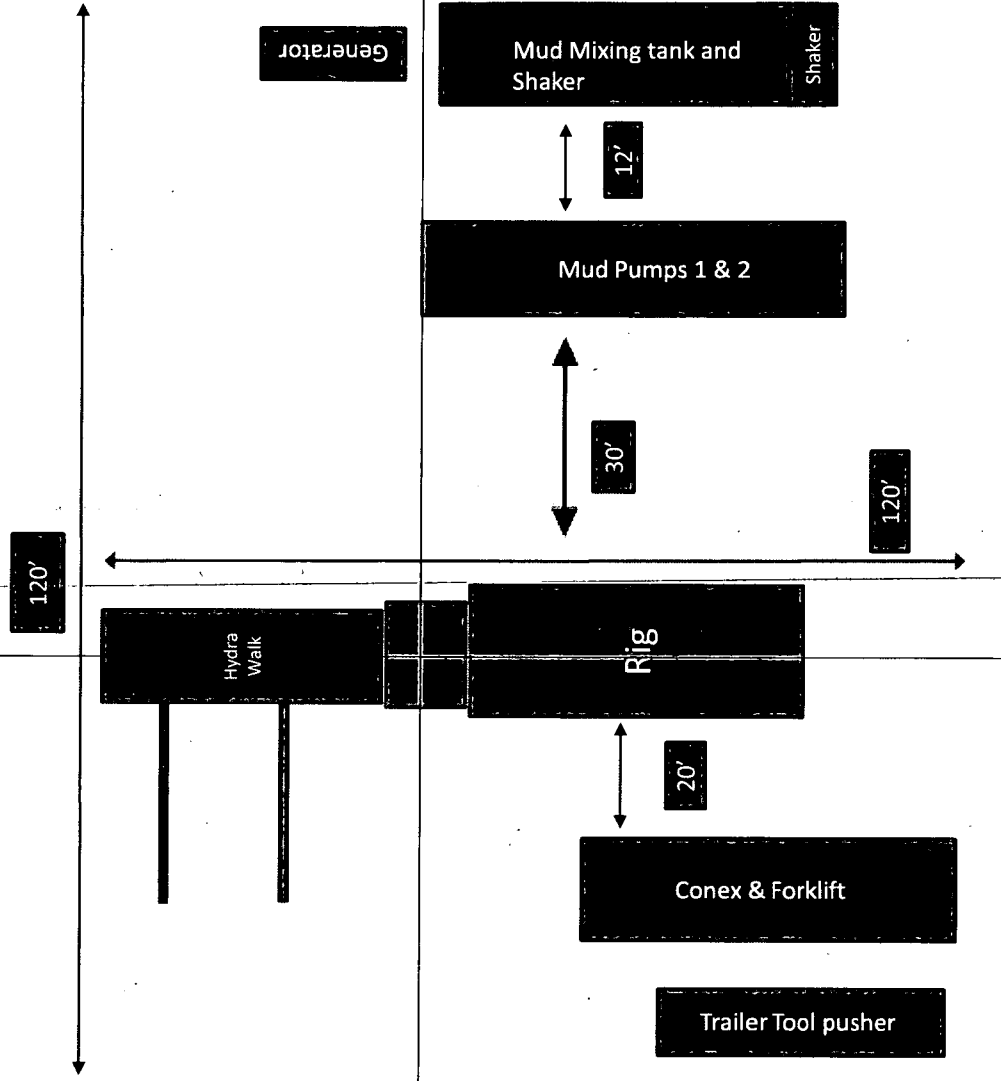 Generator
Mud Mixing tank and
Shaker
Shaker
12'
Mud Pumps 1 & 2
30'
120'
120'
Hydra
Walk
Rig
20'
Conex & Forklift
Trailer Tool pusher